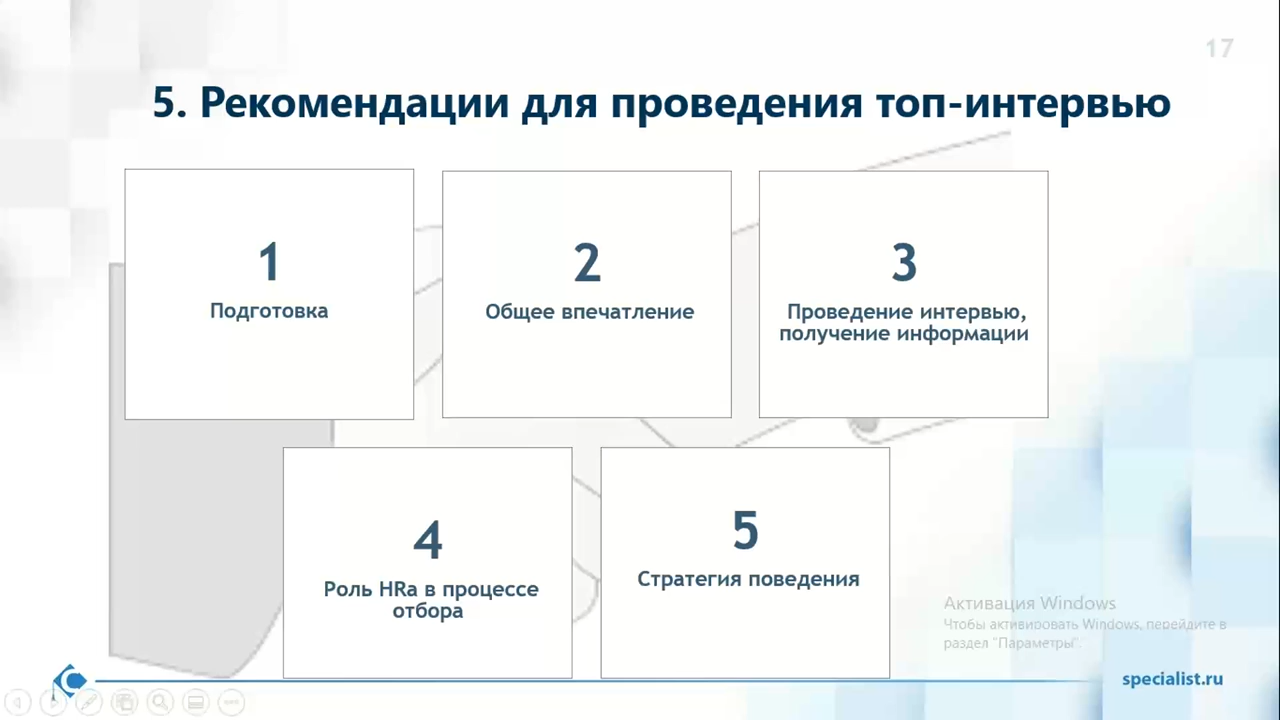 17
5. Рекомендации для проведения топ-интервью
1
Подготовка
2
Общее впечатление
3
Проведение интервью,
получение информации
4
Роль HRа в процессе
отбора
5
Стратегия поведения
Активация Windows
Чтобы активировать Windows, перейдите в
раздел "Параметры".
specialist.ru